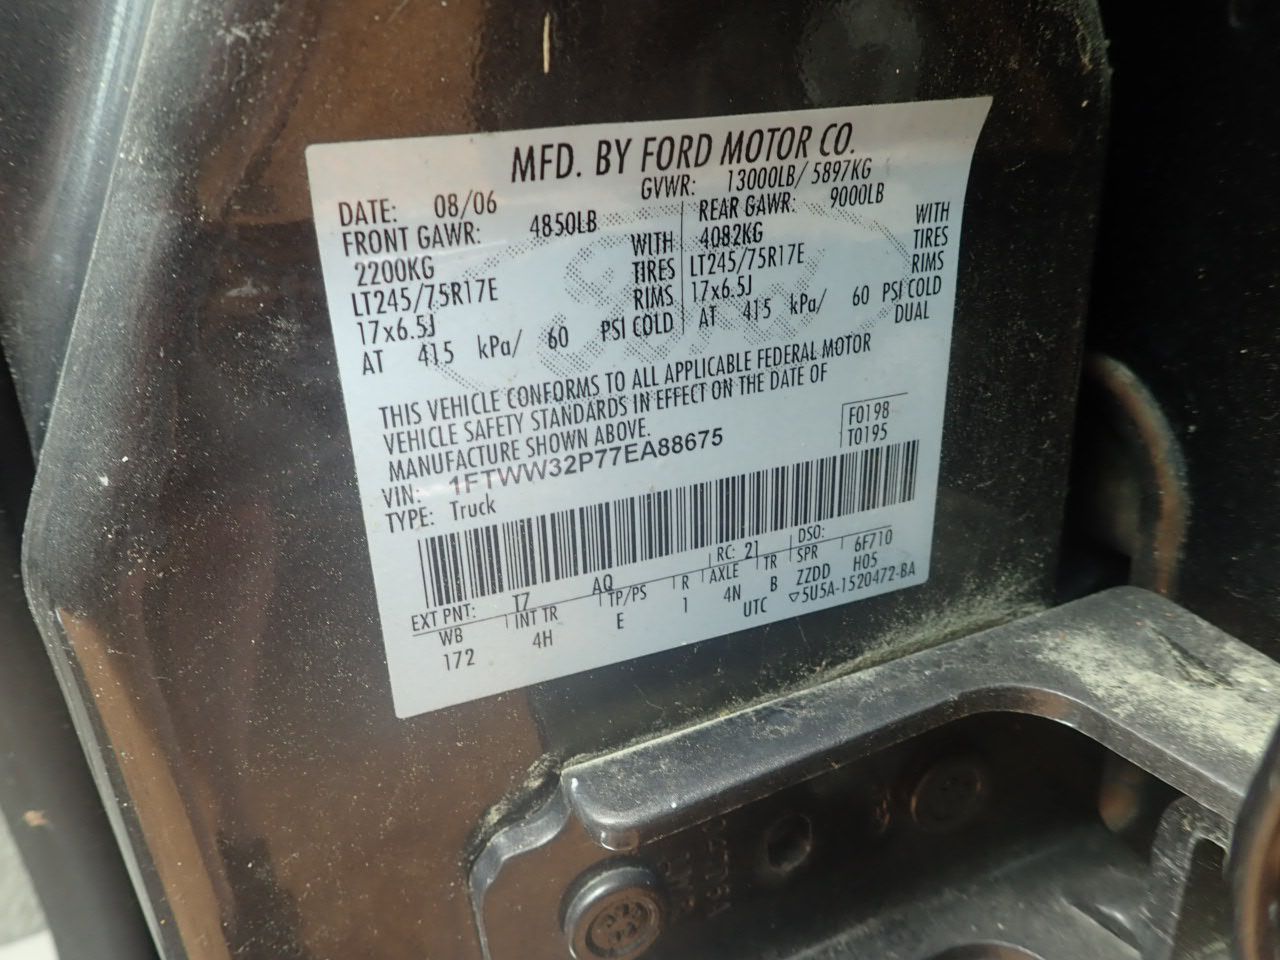 MFD. BY FORD MOTOR CO.
DATE: 08/06 GVWR: 13000LB/ 5897KG
FRONT GAWR: 4850LB REAR GAWR: 9000LB
2200KG WITH 4082KG WITH
LT245/75R17E TIRES LT245/75R17E TIRES
17x6.5J RIMS 17x6.5J RIMS
AT 415 kPa/ 60 PSI COLD AT 415 kPa/ 60 PSI COLD
DUAL
THIS VEHICLE CONFORMS TO ALL APPLICABLE FEDERAL MOTOR
VEHICLE SAFETY STANDARDS IN EFFECT ON THE DATE OF
MANUFACTURE SHOWN ABOVE.
F0198
VIN: 1FTWW32P77EA88675 T0195
TYPE: Truck
EXT PNT: T7 AQ RC: 21 DSO: 6F710
WB INT TR TP/PS R AXLE TR SPR H05
172 4H E 1 4N B ZZDD
UTC ▽5U5A-1520472-BA